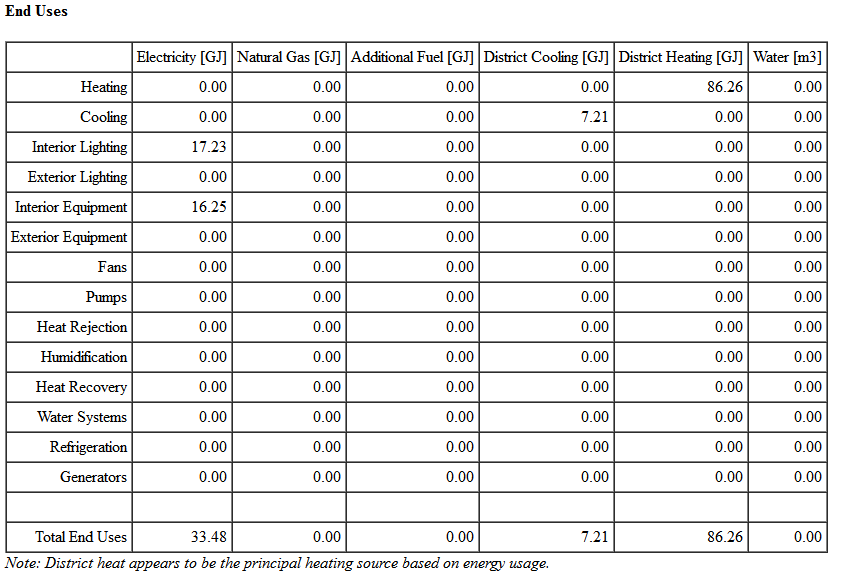 End Uses
Electricity [GJ] Natural Gas [GJ] Additional Fuel [GJ] District Cooling [GJ] District Heating [GJ] Water [m3]
Heating 0.00 0.00 0.00 0.00 86.26 0.00
Cooling 0.00 0.00 0.00 7.21 0.00 0.00
Interior Lighting 17.23 0.00 0.00 0.00 0.00 0.00
Exterior Lighting 0.00 0.00 0.00 0.00 0.00 0.00
Interior Equipment 16.25 0.00 0.00 0.00 0.00 0.00
Exterior Equipment 0.00 0.00 0.00 0.00 0.00 0.00
Fans 0.00 0.00 0.00 0.00 0.00 0.00
Pumps 0.00 0.00 0.00 0.00 0.00 0.00
Heat Rejection 0.00 0.00 0.00 0.00 0.00 0.00
Humidification 0.00 0.00 0.00 0.00 0.00 0.00
Heat Recovery 0.00 0.00 0.00 0.00 0.00 0.00
Water Systems 0.00 0.00 0.00 0.00 0.00 0.00
Refrigeration 0.00 0.00 0.00 0.00 0.00 0.00
Generators 0.00 0.00 0.00 0.00 0.00 0.00
Total End Uses 33.48 0.00 0.00 7.21 86.26 0.00
Note: District heat appears to be the principal heating source based on energy usage.